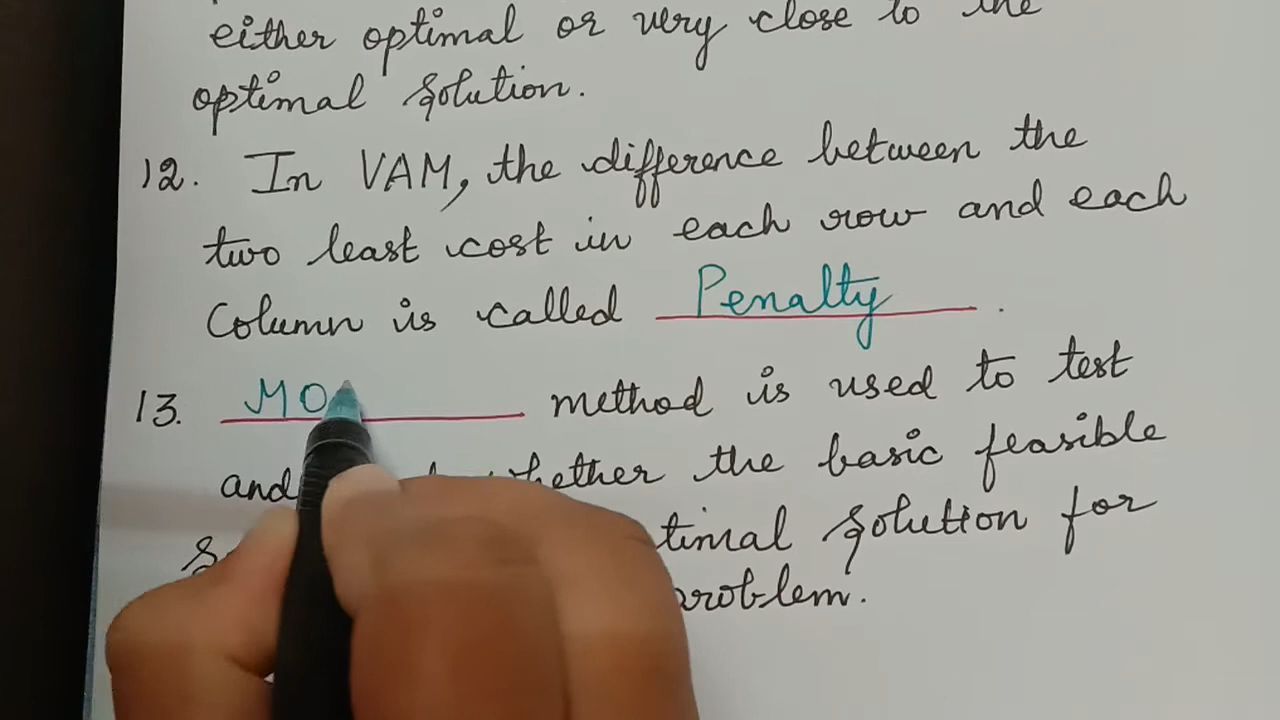 either optimal or very close to the
optimal solution.
12. In VAM, the difference between the
two least cost in each row and each
Column is called Penalty .
13. MO method is used to test
and whether the basic feasible
solution for
problem.